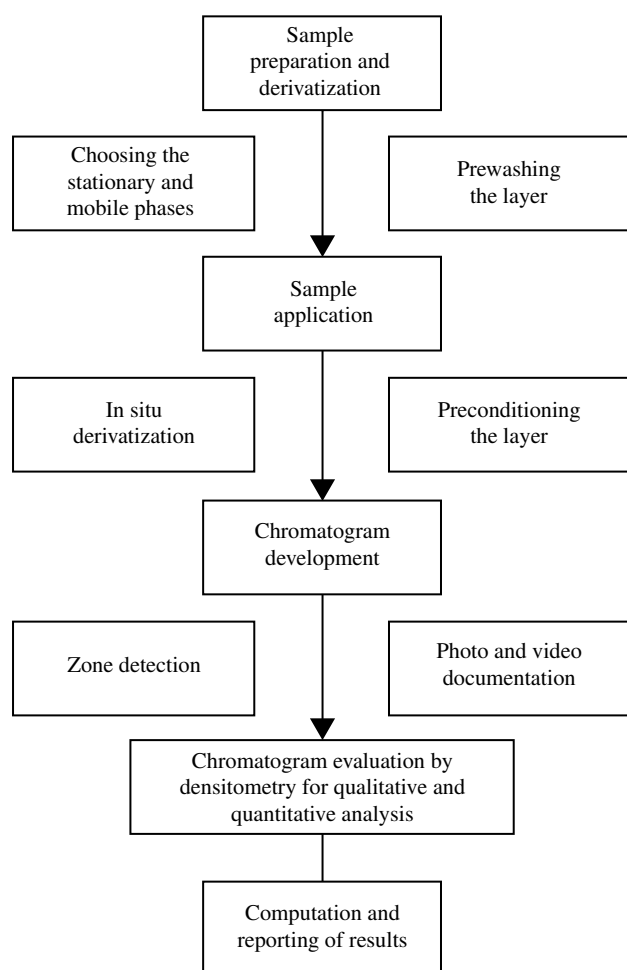 Sample
preparation and
derivatization
Choosing the
stationary and
mobile phases
Prewashing
the layer
Sample
application
In situ
derivatization
Preconditioning
the layer
Chromatogram
development
Zone detection
Photo and video
documentation
Chromatogram evaluation by
densitometry for qualitative and
quantitative analysis
Computation and
reporting of results